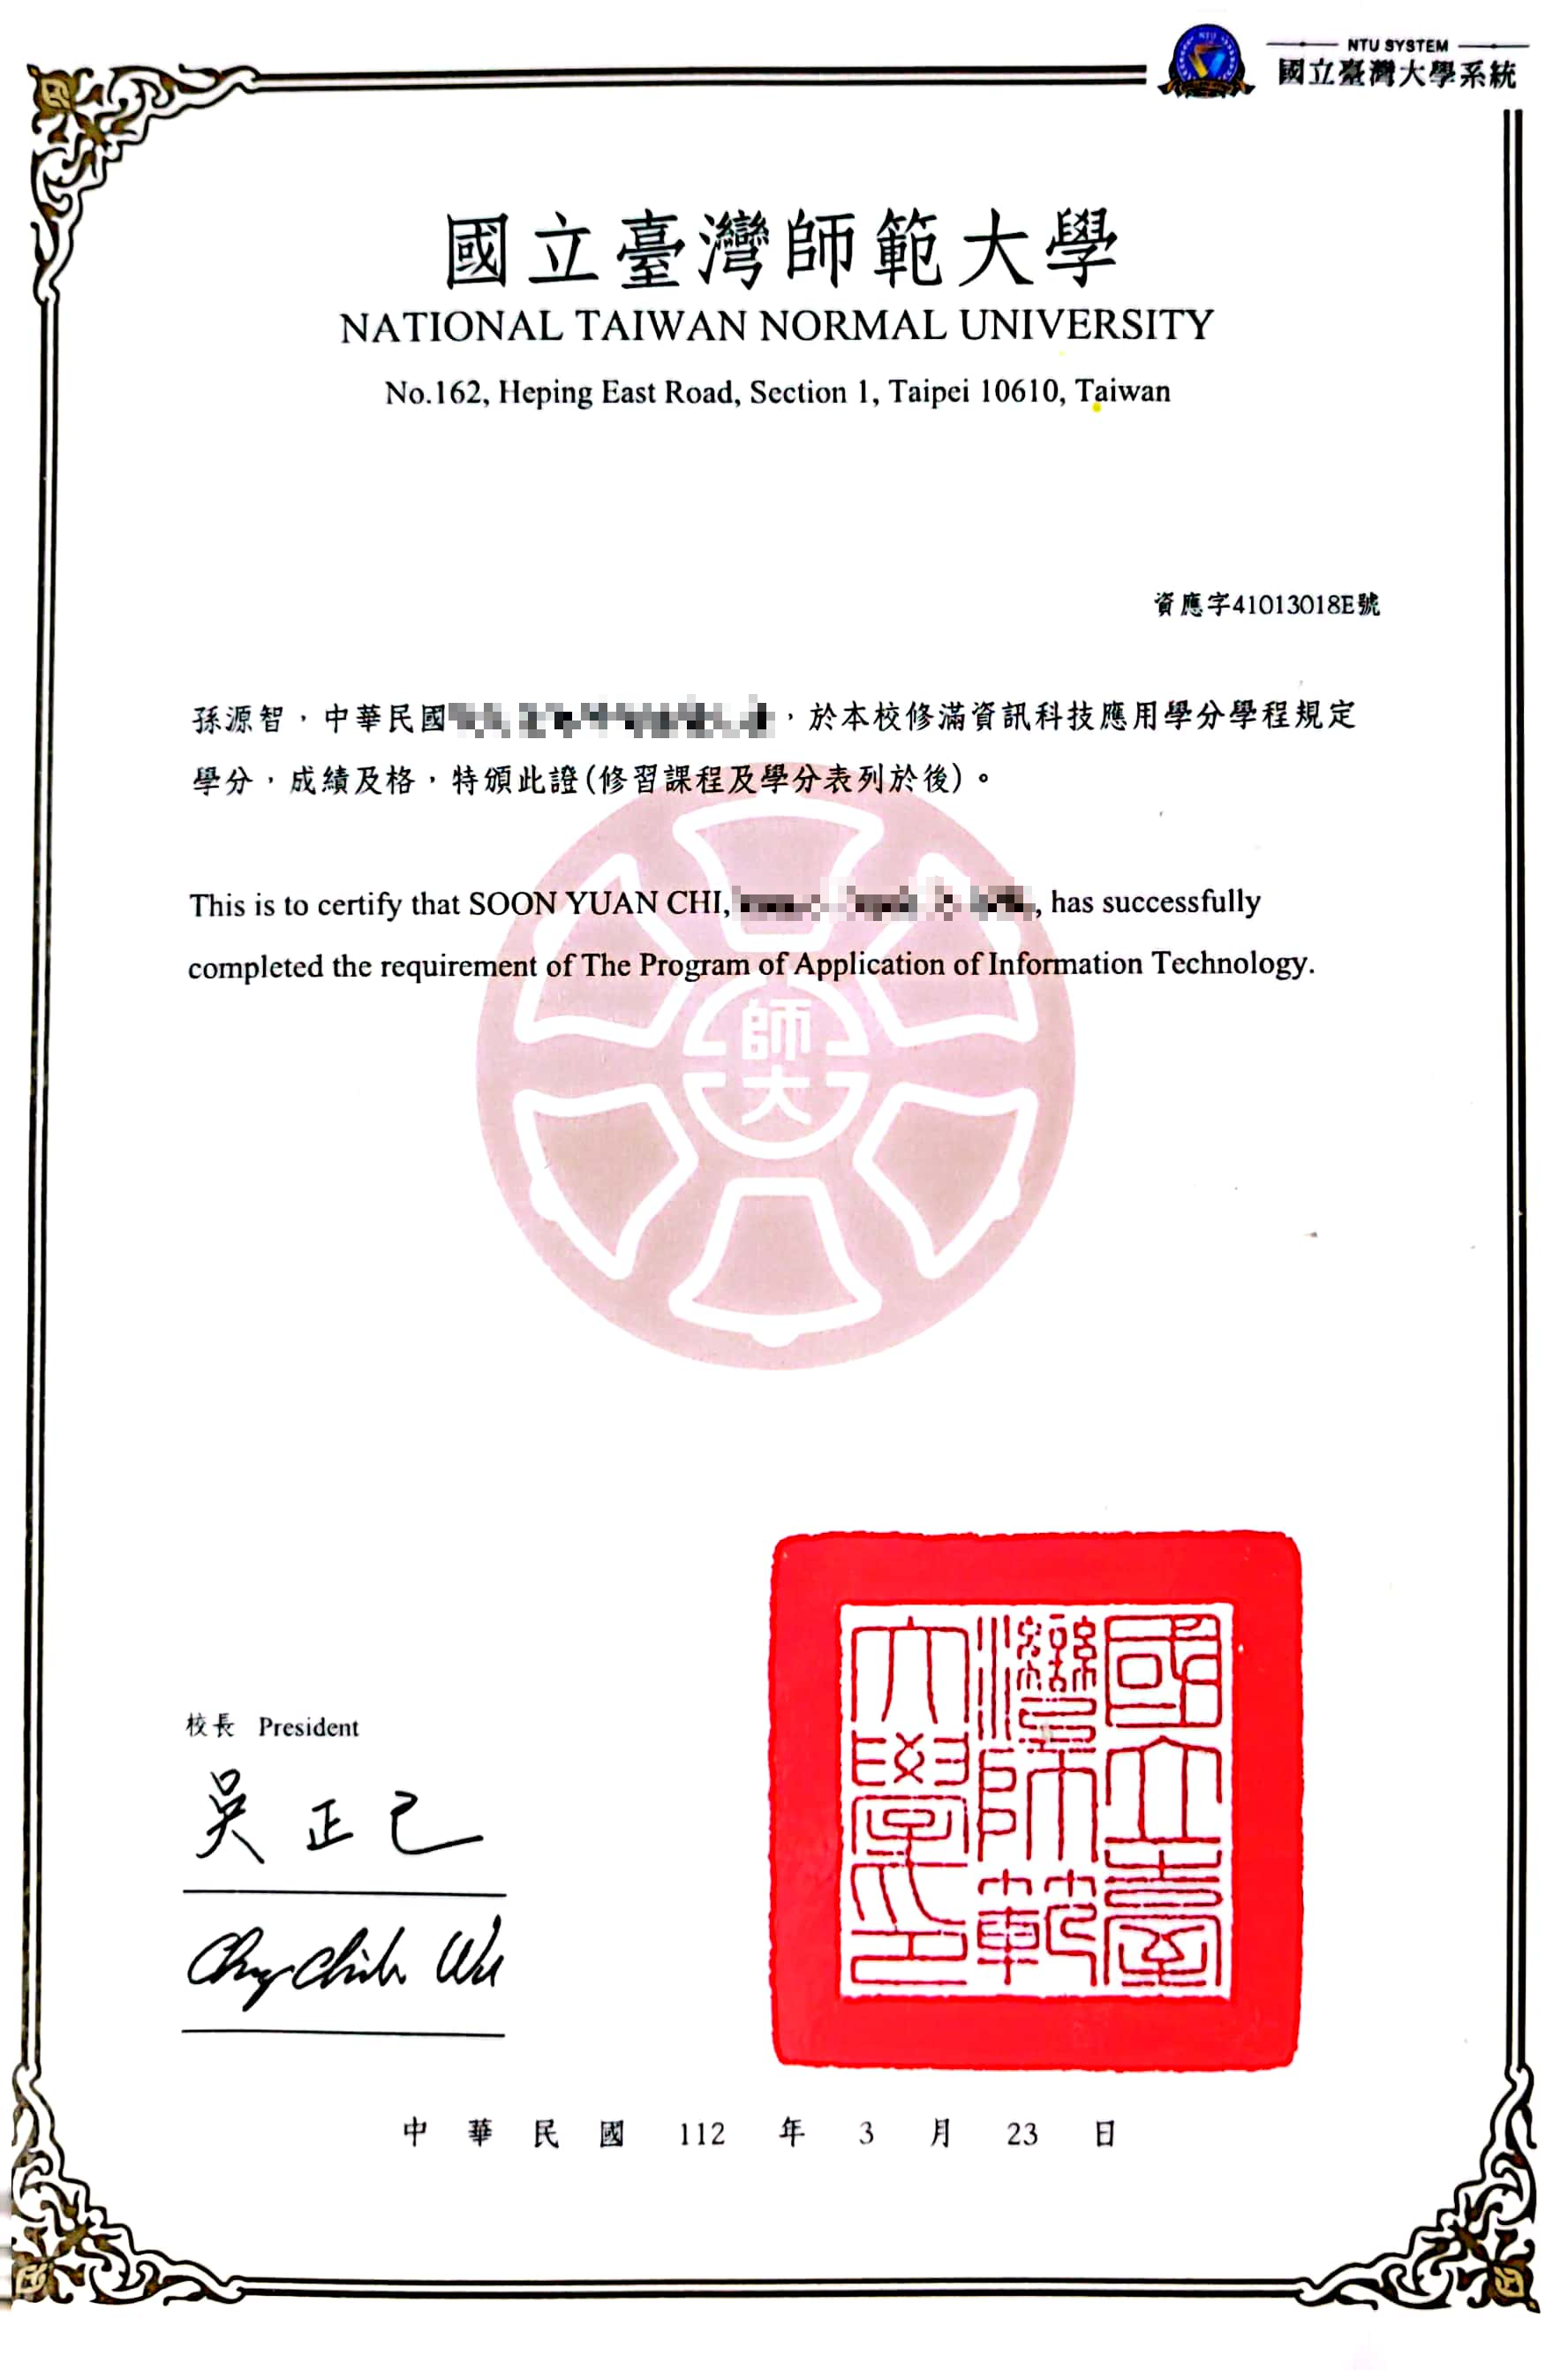 NTU SYSTEM
國立臺灣大學系統
國立臺灣師範大學
NATIONAL TAIWAN NORMAL UNIVERSITY
No.162, Heping East Road, Section 1, Taipei 10610, Taiwan
資應字41013018E號
孫源智，中華民國，於本校修滿資訊科技應用學分學程規定
學分，成績及格，特頒此證(修習課程及學分表列於後)。
This is to certify that SOON YUAN CHI, , has successfully
completed the requirement of The Program of Application of Information Technology.
師大
校長 President
吳正己
Cheng-Chih Wu
國立臺灣師範大學印
中華民國 112 年 3 月 23 日